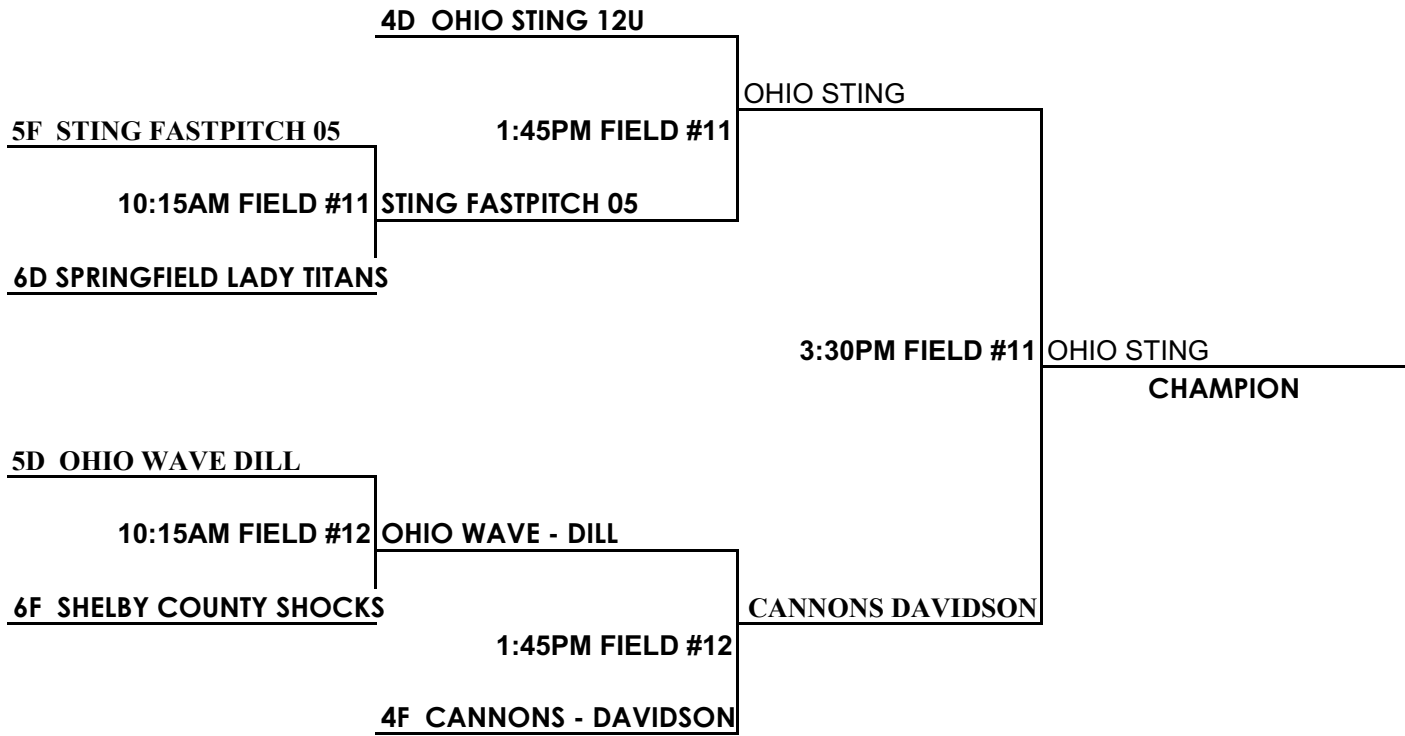 4D  OHIO STING 12U
OHIO STING
5F  STING FASTPITCH 05
1:45PM FIELD #11
10:15AM FIELD #11
STING FASTPITCH 05
6D SPRINGFIELD LADY TITANS
3:30PM FIELD #11
OHIO STING
CHAMPION
5D  OHIO WAVE DILL
10:15AM FIELD #12
OHIO WAVE - DILL
6F  SHELBY COUNTY SHOCKS
CANNONS DAVIDSON
1:45PM FIELD #12
4F  CANNONS - DAVIDSON